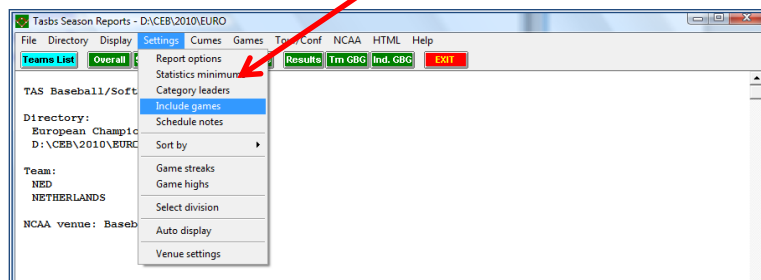 Tasbs Season Reports - D:\CEB\2010\EURO
File Directory Display Settings Cumes Games Tour/Conf NCAA HTML Help
Teams List Overall Results Tm GBG Ind. GBG EXIT
Report options
Statistics minimums
TAS Baseball/Soft Category leaders
Include games
Directory: Schedule notes
European Champic
D:\CEB\2010\EURO Sort by
Team: Game streaks
NED Game highs
NETHERLANDS
Select division
NCAA venue: Baseb Auto display
Venue settings